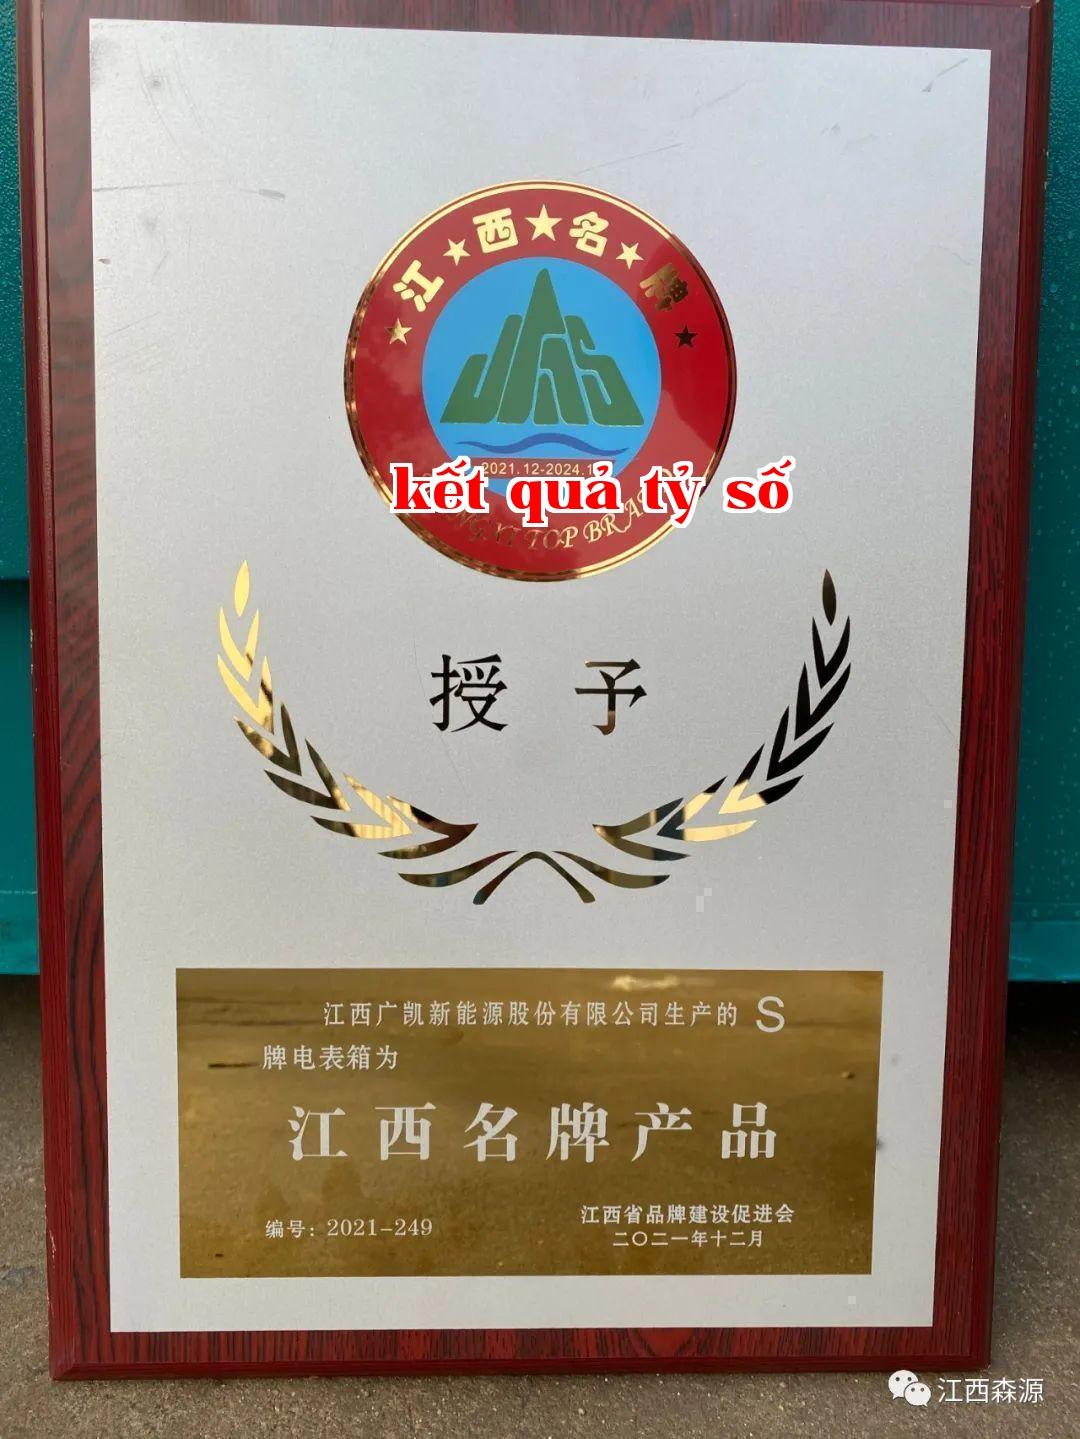 江西名牌
JMS
2021.12-2024.1
kết quả tỷ số
TOP BRAND
授予
江西广凯新能源股份有限公司生产的 S
牌电表箱为
江西名牌产品
编号：2021-249
江西省品牌建设促进会
二〇二一年十二月
江西森源